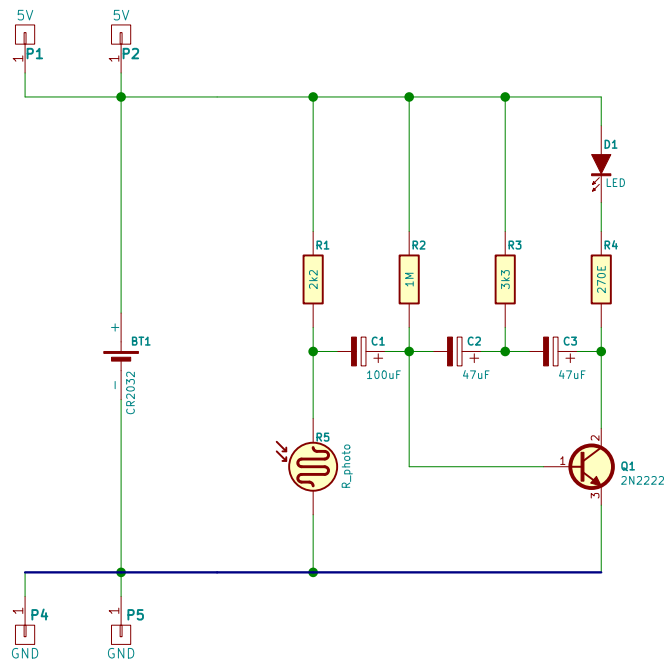 5V 5V
1 P1 1 P2
D1
LED
R1 R2 R3 R4
2k2 1M 3k3 270E
+ BT1 C1 C2 C3
+ + +
100uF 47uF 47uF
− CR2032
R5 2
R_photo
1 Q1
2N2222
3
1 P4 1 P5
GND GND